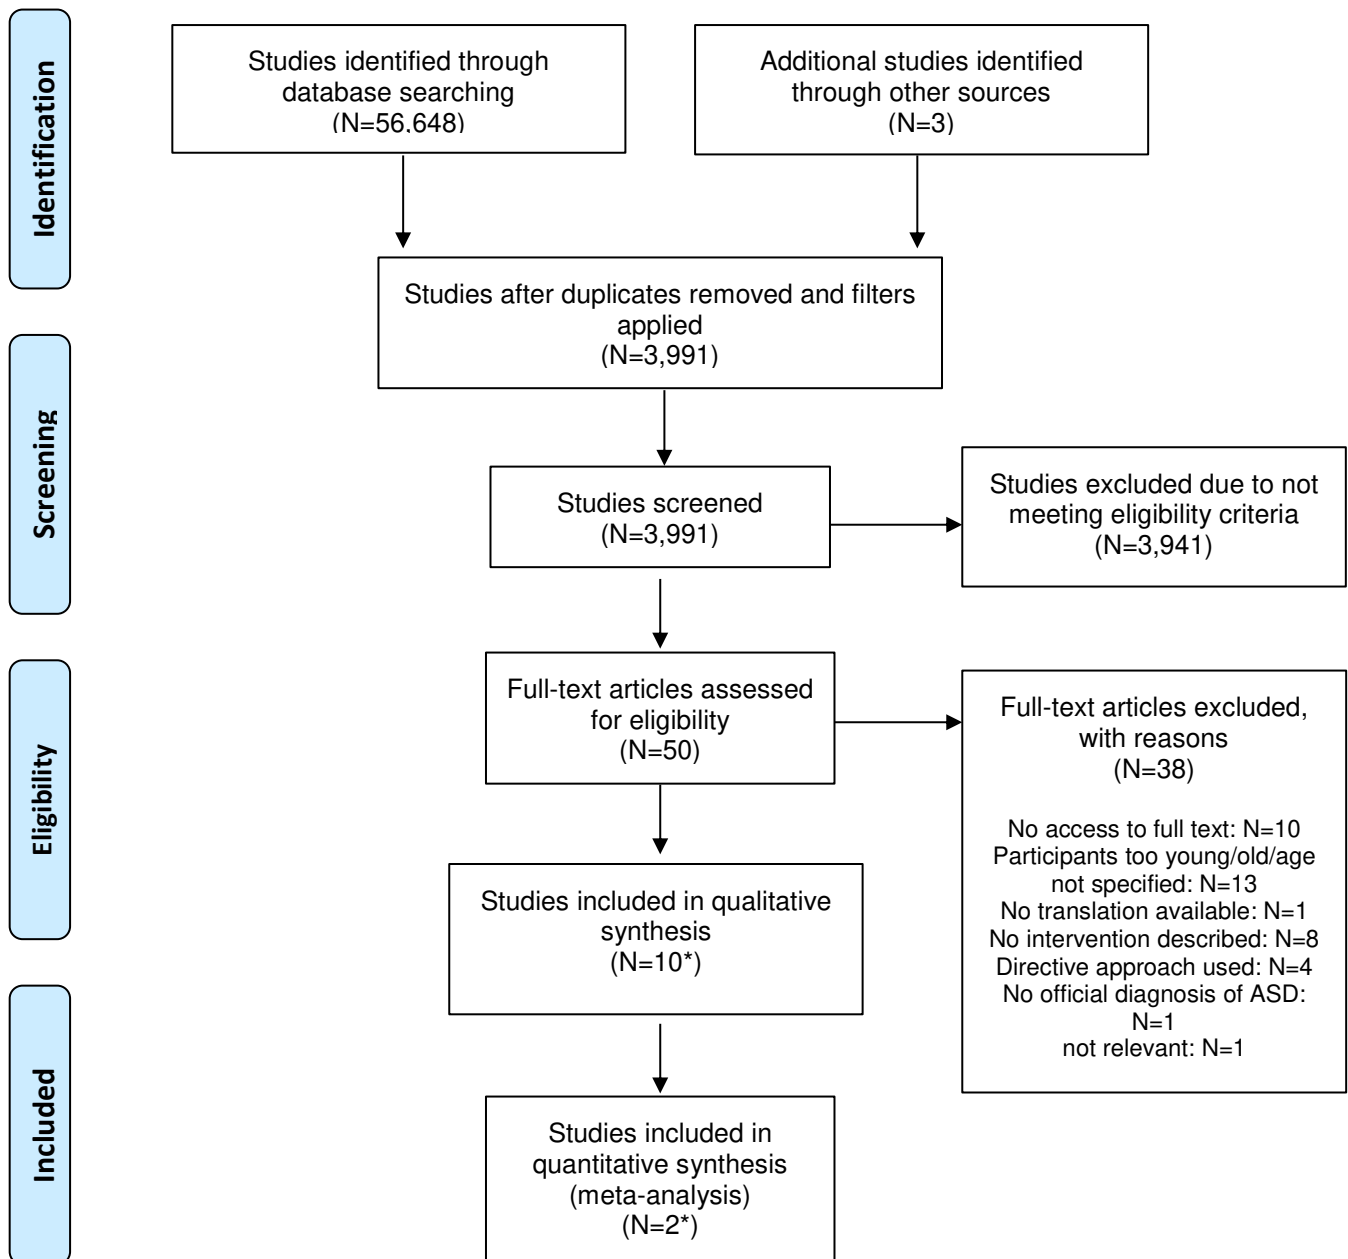 Identification
Studies identified through
database searching
(N=56,648)
Additional studies identified
through other sources
(N=3)
Studies after duplicates removed and filters
applied
(N=3,991)
Screening
Studies screened
(N=3,991)
Studies excluded due to not
meeting eligibility criteria
(N=3,941)
Eligibility
Full-text articles assessed
for eligibility
(N=50)
Full-text articles excluded,
with reasons
(N=38)
No access to full text: N=10
Participants too young/old/age
not specified: N=13
No translation available: N=1
No intervention described: N=8
Directive approach used: N=4
No official diagnosis of ASD:
N=1
not relevant: N=1
Studies included in qualitative
synthesis
(N=10*)
Included
Studies included in
quantitative synthesis
(meta-analysis)
(N=2*)